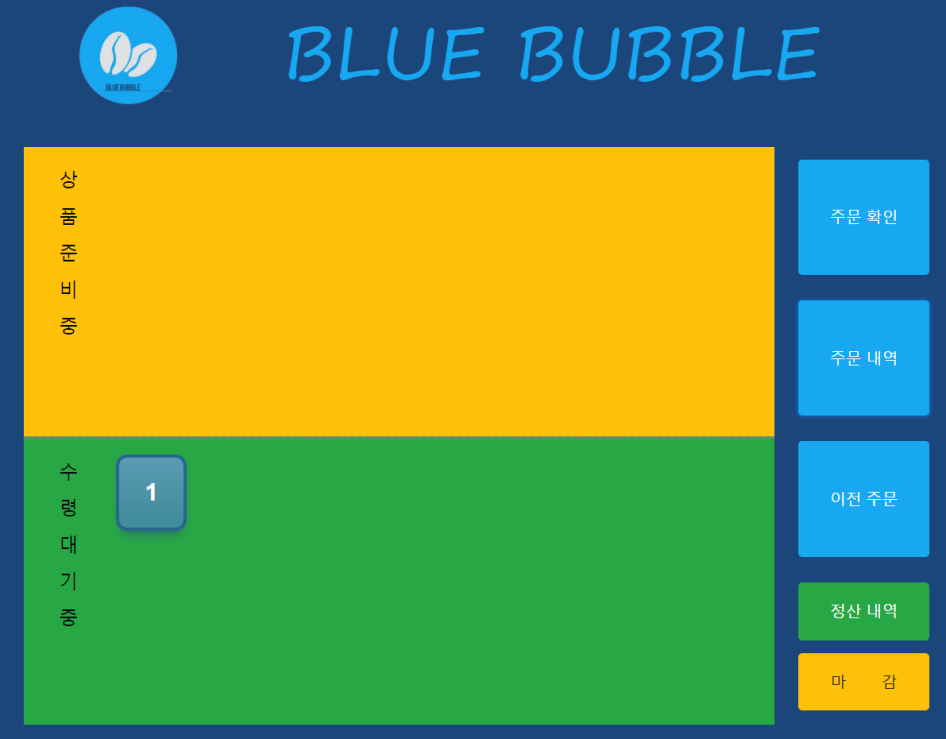 BLUE BUBBLE
BLUE BUBBLE
상
품
준
비
중
수
령
대
기
중
1
주문 확인
주문 내역
이전 주문
정산 내역
마 감